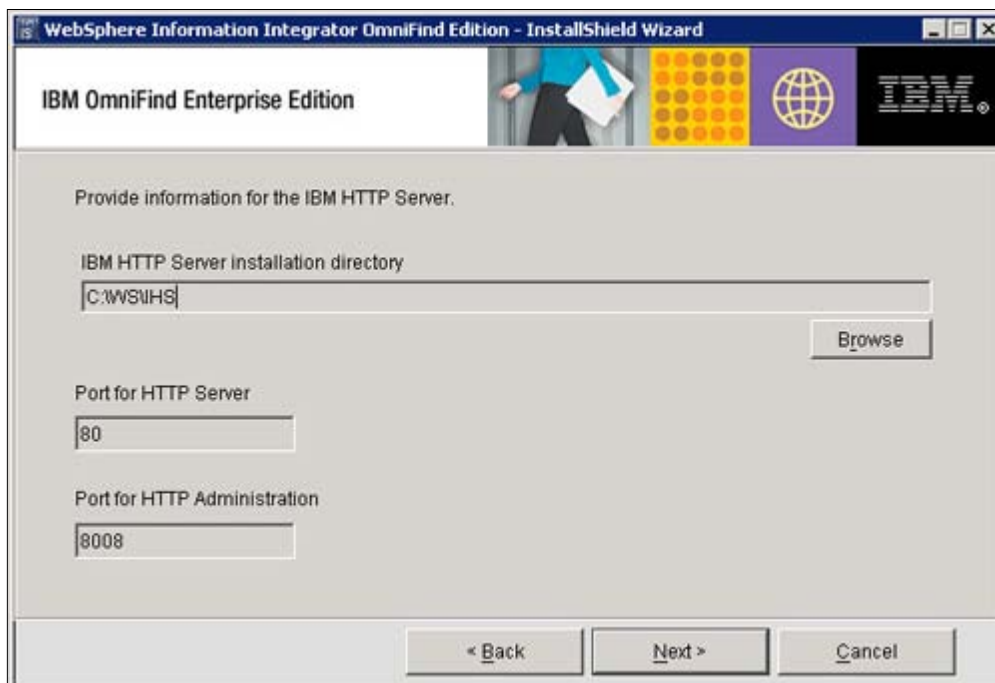 WebSphere Information Integrator OmniFind Edition - InstallShield Wizard
IBM OmniFind Enterprise Edition
IBM®
Provide information for the IBM HTTP Server.
IBM HTTP Server installation directory
C:\WS\IHS
Browse
Port for HTTP Server
80
Port for HTTP Administration
8008
< Back
Next >
Cancel